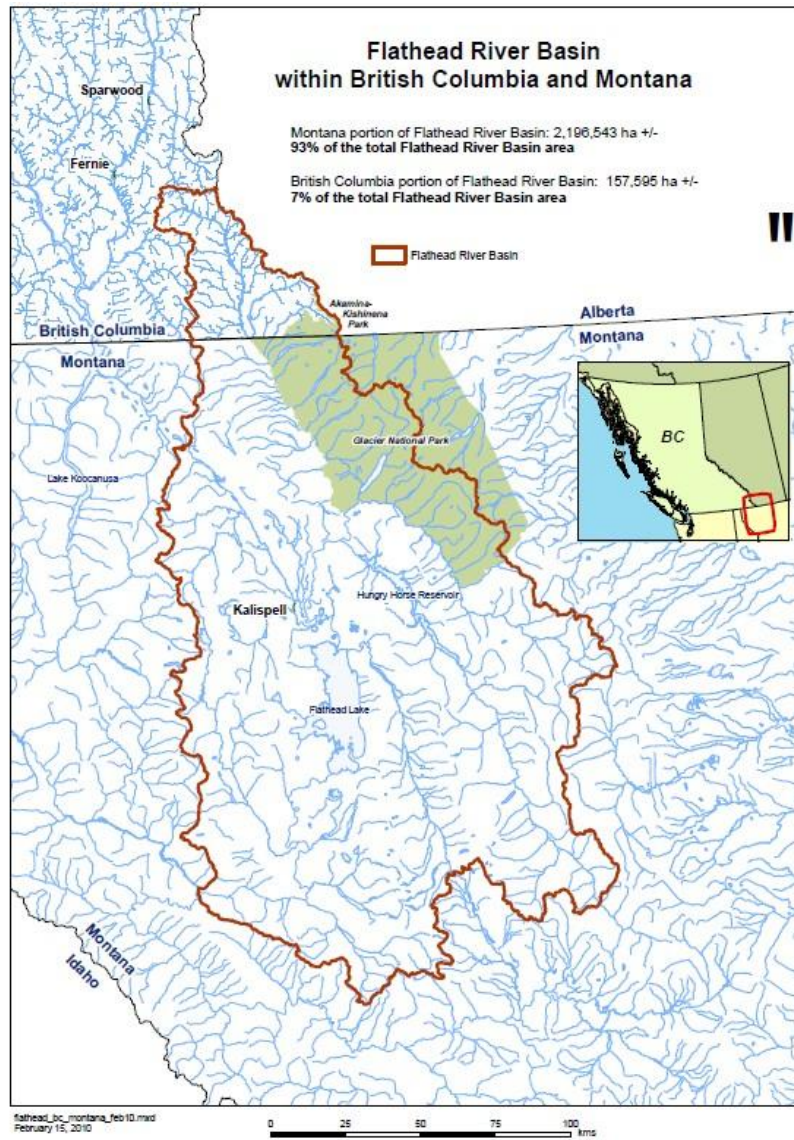 Flathead River Basin
within British Columbia and Montana
Sparwood
Montana portion of Flathead River Basin: 2,196,543 ha +/-
93% of the total Flathead River Basin area
Fernie
British Columbia portion of Flathead River Basin: 157,595 ha +/-
7% of the total Flathead River Basin area
Flathead River Basin
Akamina-
Kishinena
Park
British Columbia
Alberta
Montana
Montana
Glacier National Park
BC
Lake Koocanusa
Hungry Horse Reservoir
Kalispell
Flathead Lake
Montana
Idaho
flathead_bc_montana_feb10.mxd
February 15, 2010
0 25 50 75 100
kms